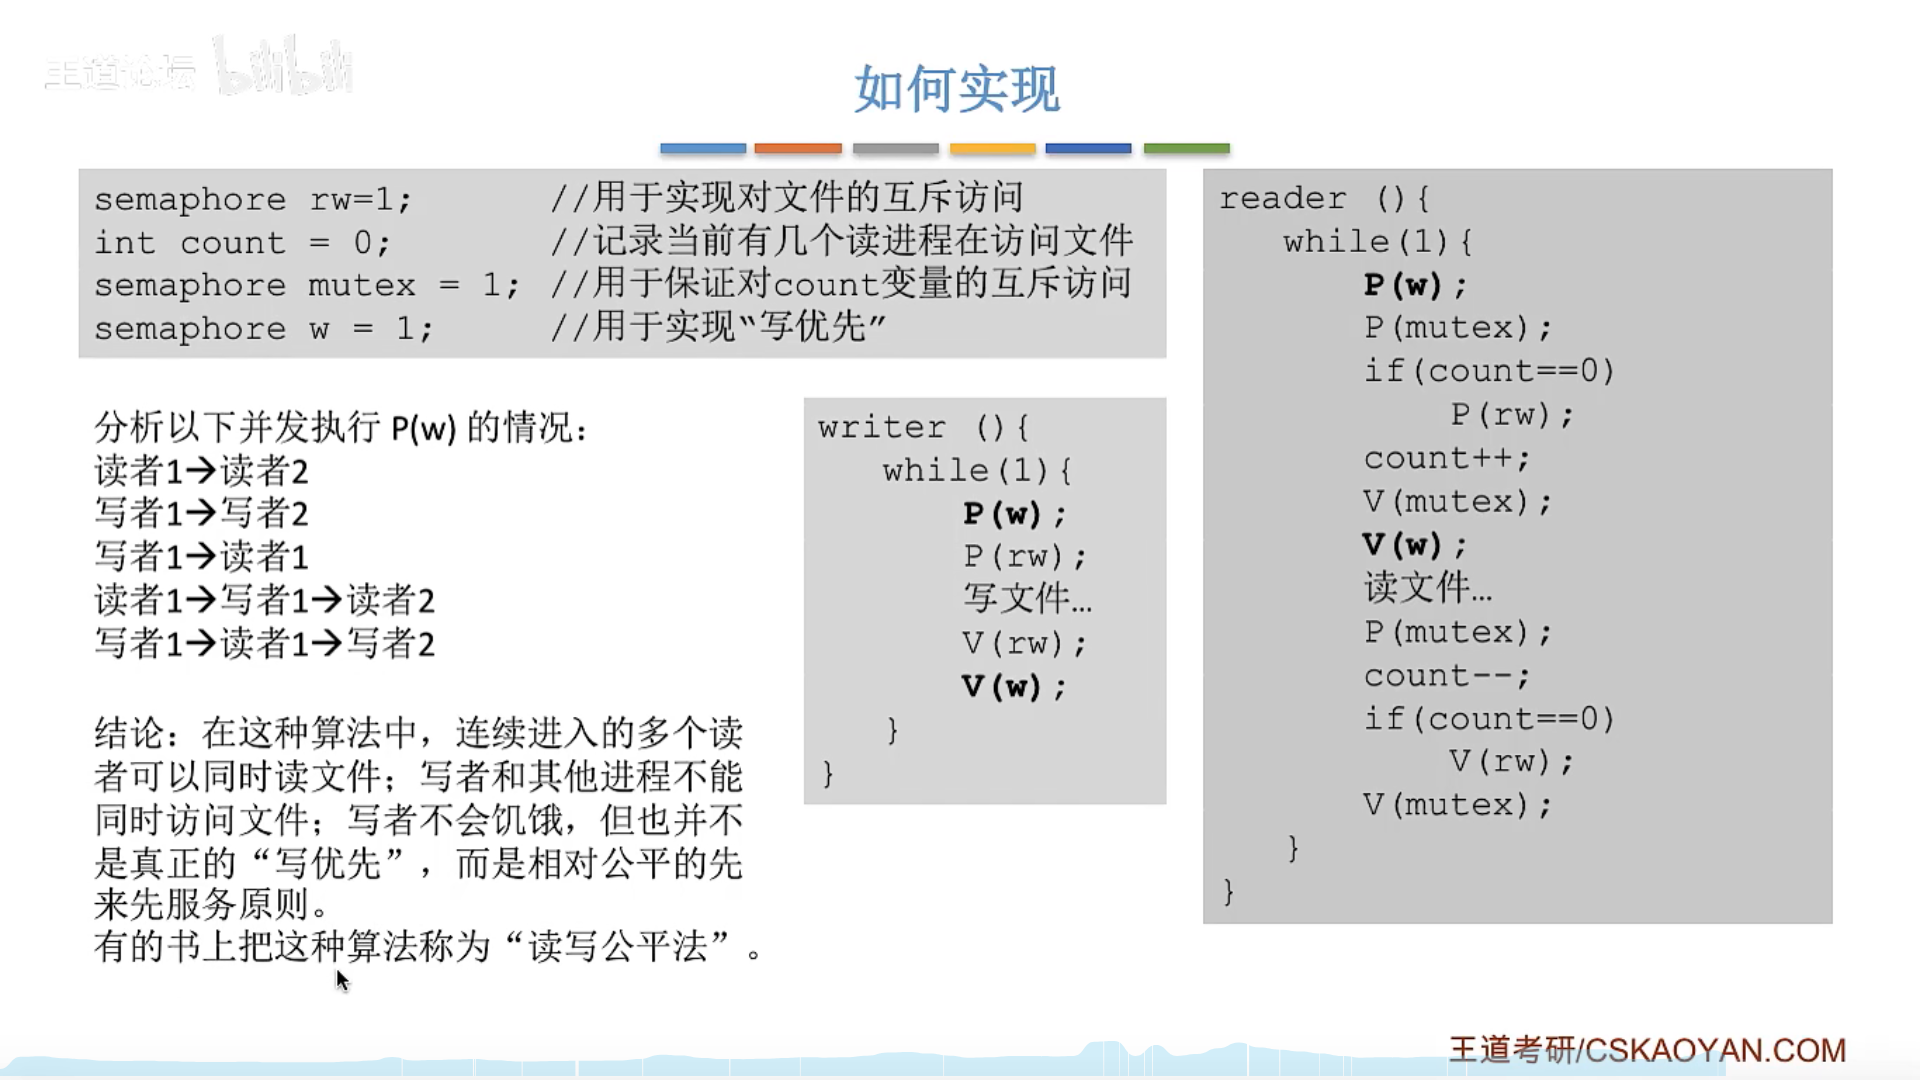 王道论坛 bilibili
如何实现
semaphore rw=1; //用于实现对文件的互斥访问
int count = 0; //记录当前有几个读进程在访问文件
semaphore mutex = 1; //用于保证对count变量的互斥访问
semaphore w = 1; //用于实现“写优先”
分析以下并发执行 P(w) 的情况：
读者1→读者2
写者1→写者2
写者1→读者1
读者1→写者1→读者2
写者1→读者1→写者2
结论：在这种算法中，连续进入的多个读
者可以同时读文件；写者和其他进程不能
同时访问文件；写者不会饥饿，但也并不
是真正的“写优先”，而是相对公平的先
来先服务原则。
有的书上把这种算法称为“读写公平法”。
writer (){
while(1){
P(w);
P(rw);
写文件…
V(rw);
V(w);
}
}
reader (){
while(1){
P(w);
P(mutex);
if(count==0)
P(rw);
count++;
V(mutex);
V(w);
读文件…
P(mutex);
count--;
if(count==0)
V(rw);
V(mutex);
}
}
王道考研/CSKAOYAN.COM